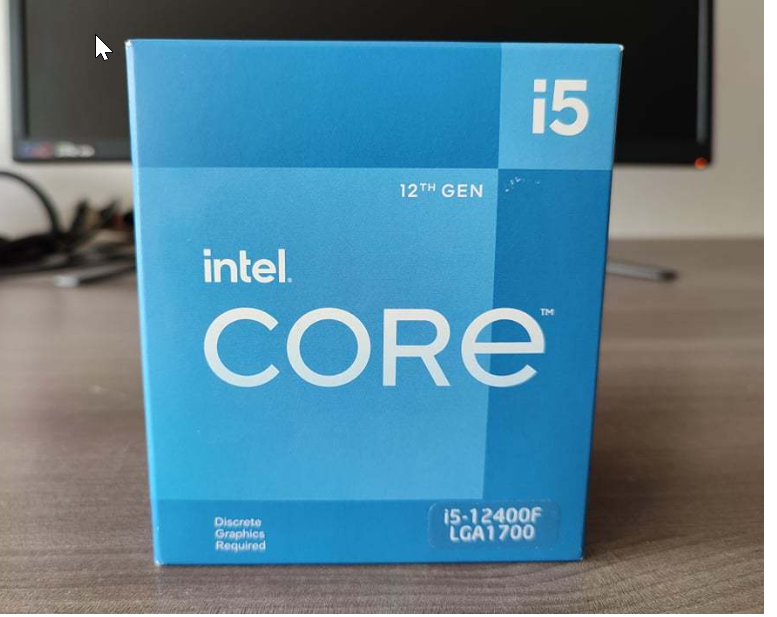 i5
12TH GEN
intel.
CORE™
Discrete
Graphics
Required
i5-12400F
LGA1700